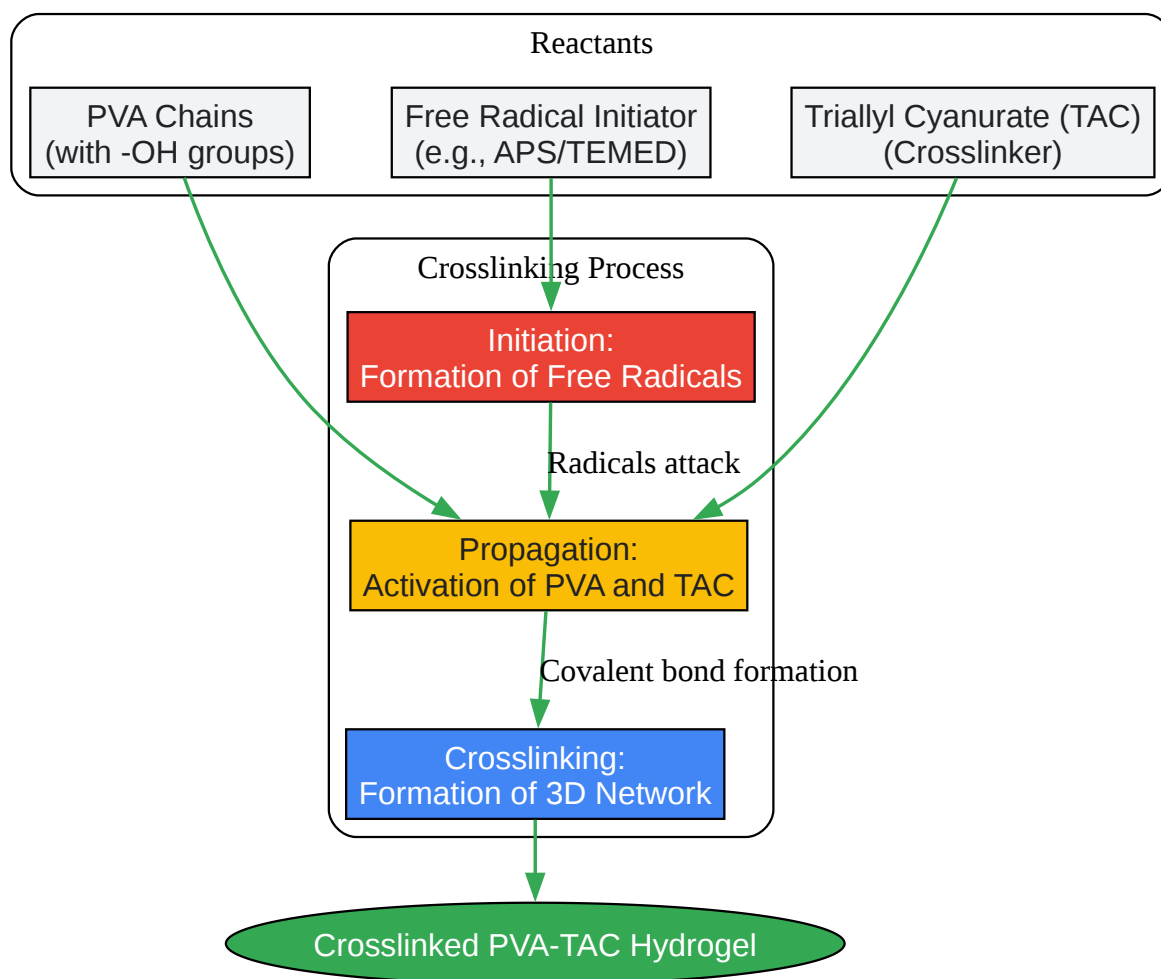 Reactants
PVA Chains
(with -OH groups)
Free Radical Initiator
(e.g., APS/TEMED)
Triallyl Cyanurate (TAC)
(Crosslinker)
Crosslinking Process
Initiation:
Formation of Free Radicals
Radicals attack
Propagation:
Activation of PVA and TAC
Covalent bond formation
Crosslinking:
Formation of 3D Network
Crosslinked PVA-TAC Hydrogel